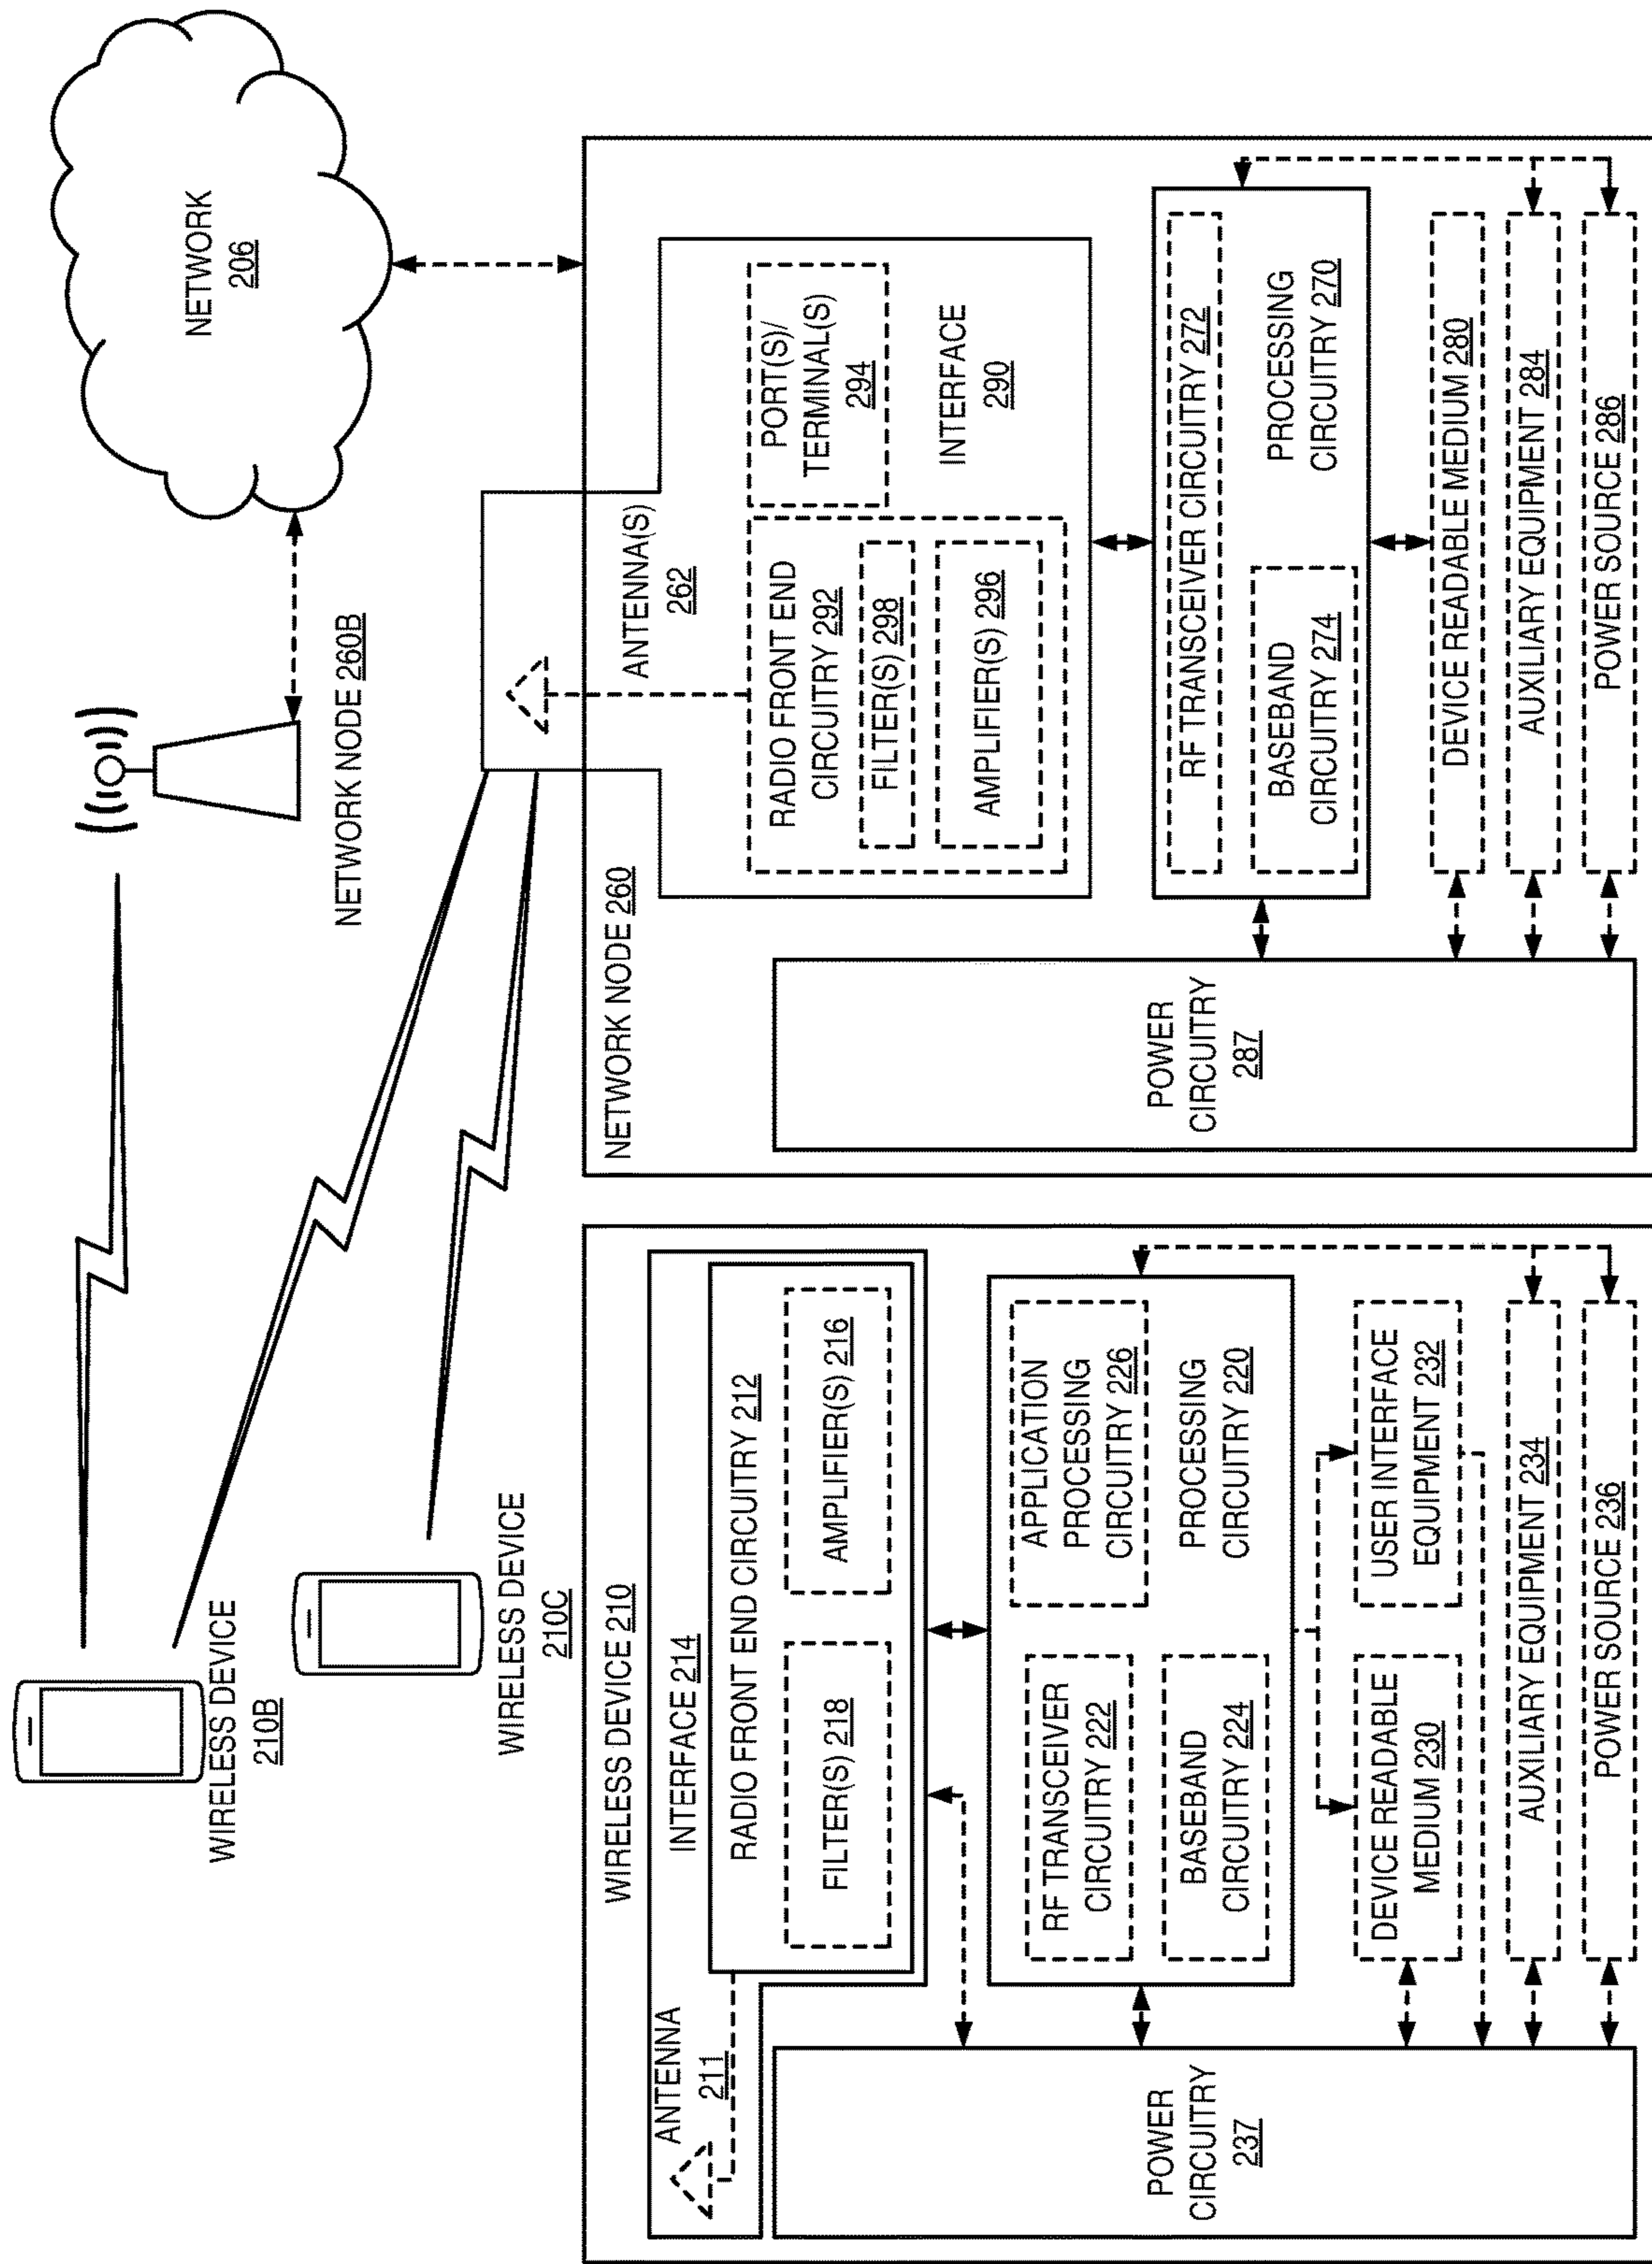 NETWORK
206
NETWORK NODE 260B
WIRELESS DEVICE
210B
WIRELESS DEVICE
210C
WIRELESS DEVICE 210
ANTENNA
211
INTERFACE 214
RADIO FRONT END CIRCUITRY 212
FILTER(S) 218
AMPLIFIER(S) 216
POWER
CIRCUITRY
237
RF TRANSCEIVER
CIRCUITRY 222
BASEBAND
CIRCUITRY 224
APPLICATION
PROCESSING
CIRCUITRY 226
PROCESSING
CIRCUITRY 220
DEVICE READABLE
MEDIUM 230
USER INTERFACE
EQUIPMENT 232
AUXILIARY EQUIPMENT 234
POWER SOURCE 236
NETWORK NODE 260
ANTENNA(S)
262
RADIO FRONT END
CIRCUITRY 292
FILTER(S) 298
AMPLIFIER(S) 296
PORT(S)/
TERMINAL(S)
294
INTERFACE
290
POWER
CIRCUITRY
287
RF TRANSCEIVER CIRCUITRY 272
BASEBAND
CIRCUITRY 274
PROCESSING
CIRCUITRY 270
DEVICE READABLE MEDIUM 280
AUXILIARY EQUIPMENT 284
POWER SOURCE 286